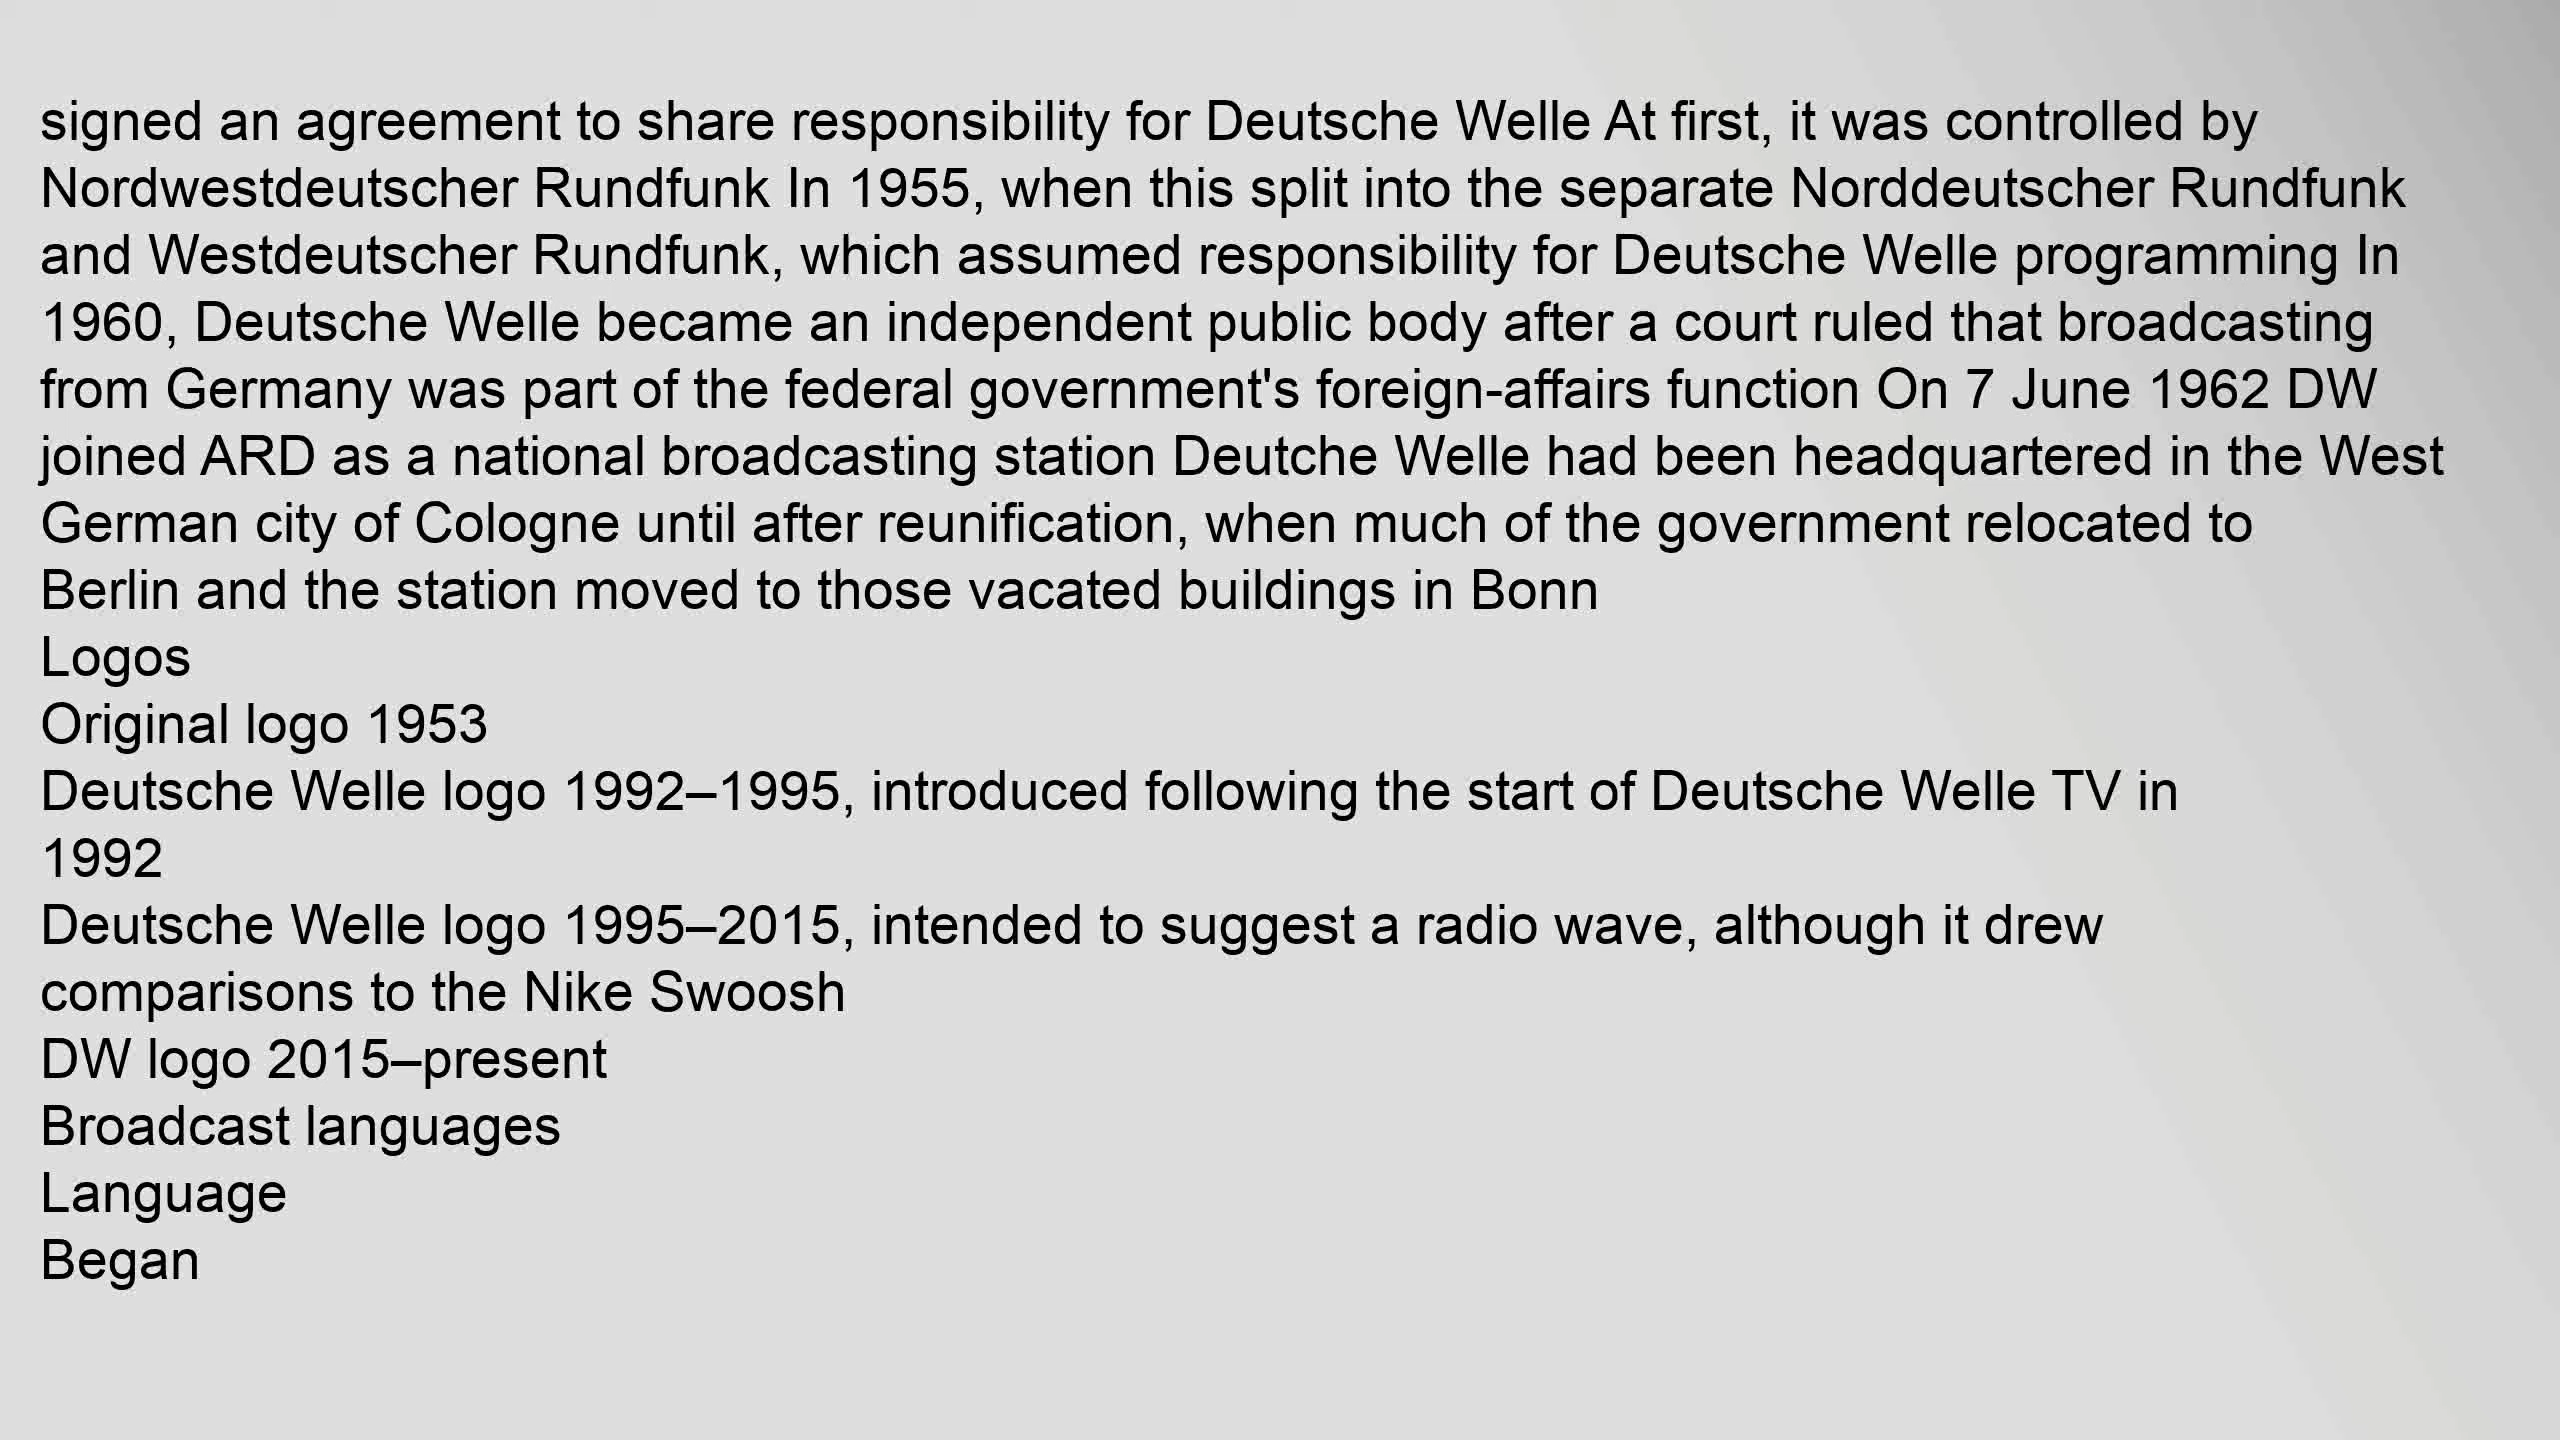 signed an agreement to share responsibility for Deutsche Welle At first, it was controlled by
Nordwestdeutscher Rundfunk In 1955, when this split into the separate Norddeutscher Rundfunk
and Westdeutscher Rundfunk, which assumed responsibility for Deutsche Welle programming In
1960, Deutsche Welle became an independent public body after a court ruled that broadcasting
from Germany was part of the federal government's foreign-affairs function On 7 June 1962 DW
joined ARD as a national broadcasting station Deutche Welle had been headquartered in the West
German city of Cologne until after reunification, when much of the government relocated to
Berlin and the station moved to those vacated buildings in Bonn
Logos
Original logo 1953
Deutsche Welle logo 1992–1995, introduced following the start of Deutsche Welle TV in
1992
Deutsche Welle logo 1995–2015, intended to suggest a radio wave, although it drew
comparisons to the Nike Swoosh
DW logo 2015–present
Broadcast languages
Language
Began